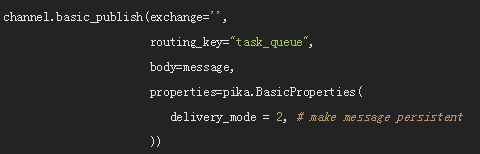 channel.basic_publish(exchange='',
                      routing_key="task_queue",
                      body=message,
                      properties=pika.BasicProperties(
                         delivery_mode = 2, # make message persistent
                      ))